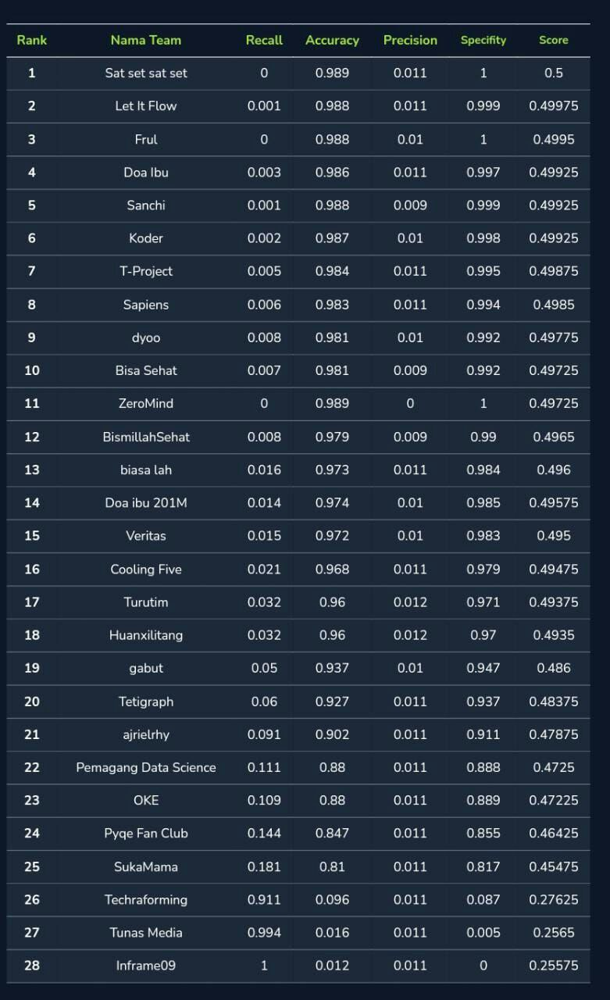 Rank Nama Team Recall Accuracy Precision Specifity Score
1 Sat set sat set 0 0.989 0.011 1 0.5
2 Let It Flow 0.001 0.988 0.011 0.999 0.49975
3 Frul 0 0.988 0.01 1 0.4995
4 Doa Ibu 0.003 0.986 0.011 0.997 0.49925
5 Sanchi 0.001 0.988 0.009 0.999 0.49925
6 Koder 0.002 0.987 0.01 0.998 0.49925
7 T-Project 0.005 0.984 0.011 0.995 0.49875
8 Sapiens 0.006 0.983 0.011 0.994 0.4985
9 dyoo 0.008 0.981 0.01 0.992 0.49775
10 Bisa Sehat 0.007 0.981 0.009 0.992 0.49725
11 ZeroMind 0 0.989 0 1 0.49725
12 BismillahSehat 0.008 0.979 0.009 0.99 0.4965
13 biasa lah 0.016 0.973 0.011 0.984 0.496
14 Doa ibu 201M 0.014 0.974 0.01 0.985 0.49575
15 Veritas 0.015 0.972 0.01 0.983 0.495
16 Cooling Five 0.021 0.968 0.011 0.979 0.49475
17 Turutim 0.032 0.96 0.012 0.971 0.49375
18 Huanxilitang 0.032 0.96 0.012 0.97 0.4935
19 gabut 0.05 0.937 0.01 0.947 0.486
20 Tetigraph 0.06 0.927 0.011 0.937 0.48375
21 ajrielrhy 0.091 0.902 0.011 0.911 0.47875
22 Pemagang Data Science 0.111 0.88 0.011 0.888 0.4725
23 OKE 0.109 0.88 0.011 0.889 0.47225
24 Pyqe Fan Club 0.144 0.847 0.011 0.855 0.46425
25 SukaMama 0.181 0.81 0.011 0.817 0.45475
26 Techraforming 0.911 0.096 0.011 0.087 0.27625
27 Tunas Media 0.994 0.016 0.011 0.005 0.2565
28 Inframe09 1 0.012 0.011 0 0.25575